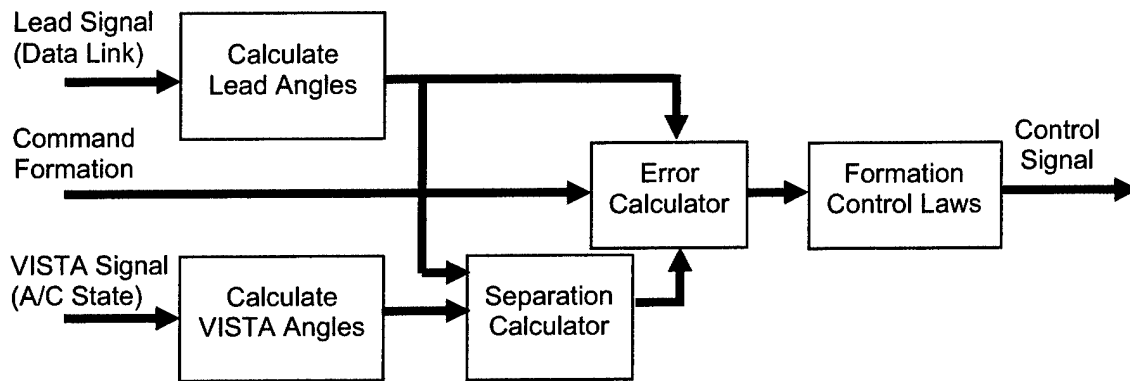 Lead Signal
(Data Link)
Calculate
Lead Angles
Command
Formation
Error
Calculator
Formation
Control Laws
Control
Signal
VISTA Signal
(A/C State)
Calculate
VISTA Angles
Separation
Calculator